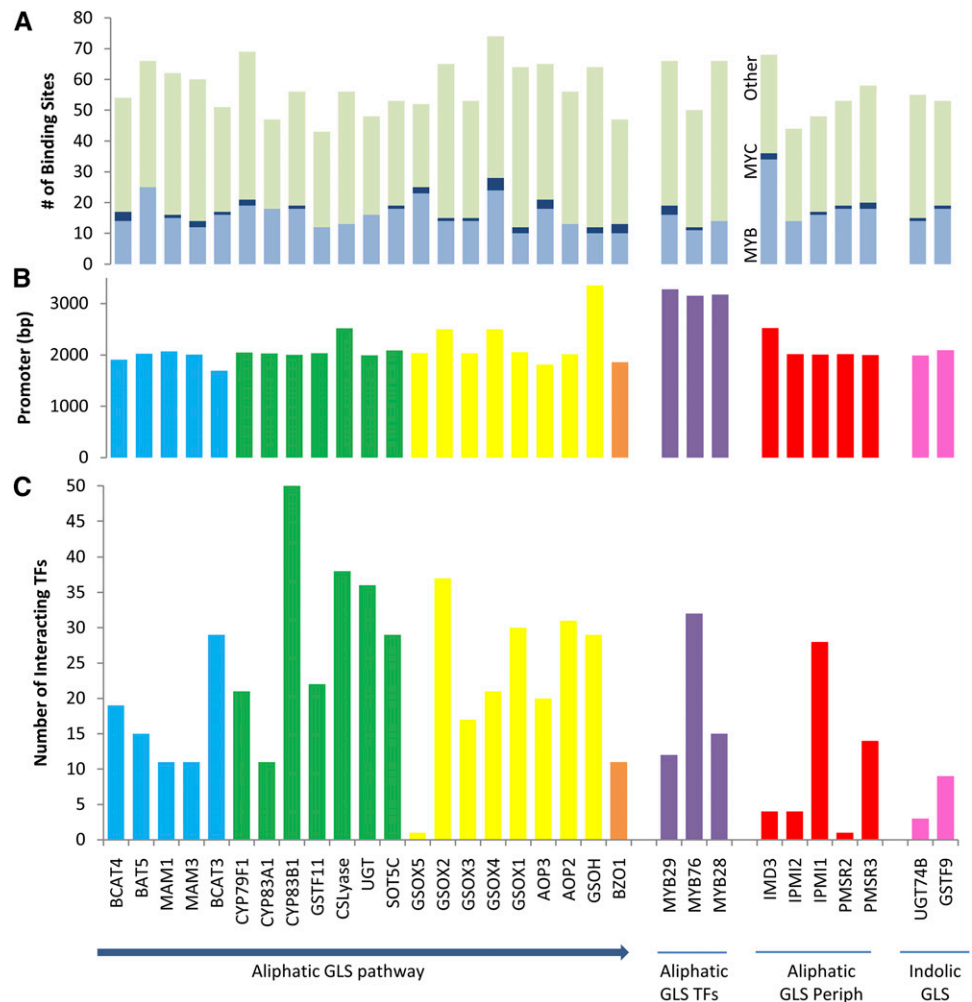 A
# of Binding Sites
80
70
60
50
40
30
20
10
0
MYB
MYC
Other
B
Promoter (bp)
3000
2000
1000
0
C
Number of Interacting TFs
50
45
40
35
30
25
20
15
10
5
0
BCAT4
BAT5
MAM1
MAM3
BCAT3
CYP79F1
CYP83A1
CYP83B1
GSTF11
CSLyase
UGT
SOT5C
GSOX5
GSOX2
GSOX3
GSOX4
GSOX1
AOP3
AOP2
GSOH
BZO1
MYB29
MYB76
MYB28
IMD3
IPMI2
IPMI1
PMSR2
PMSR3
UGT74B
GSTF9
Aliphatic GLS pathway
Aliphatic
GLS TFs
Aliphatic
GLS Periph
Indolic
GLS